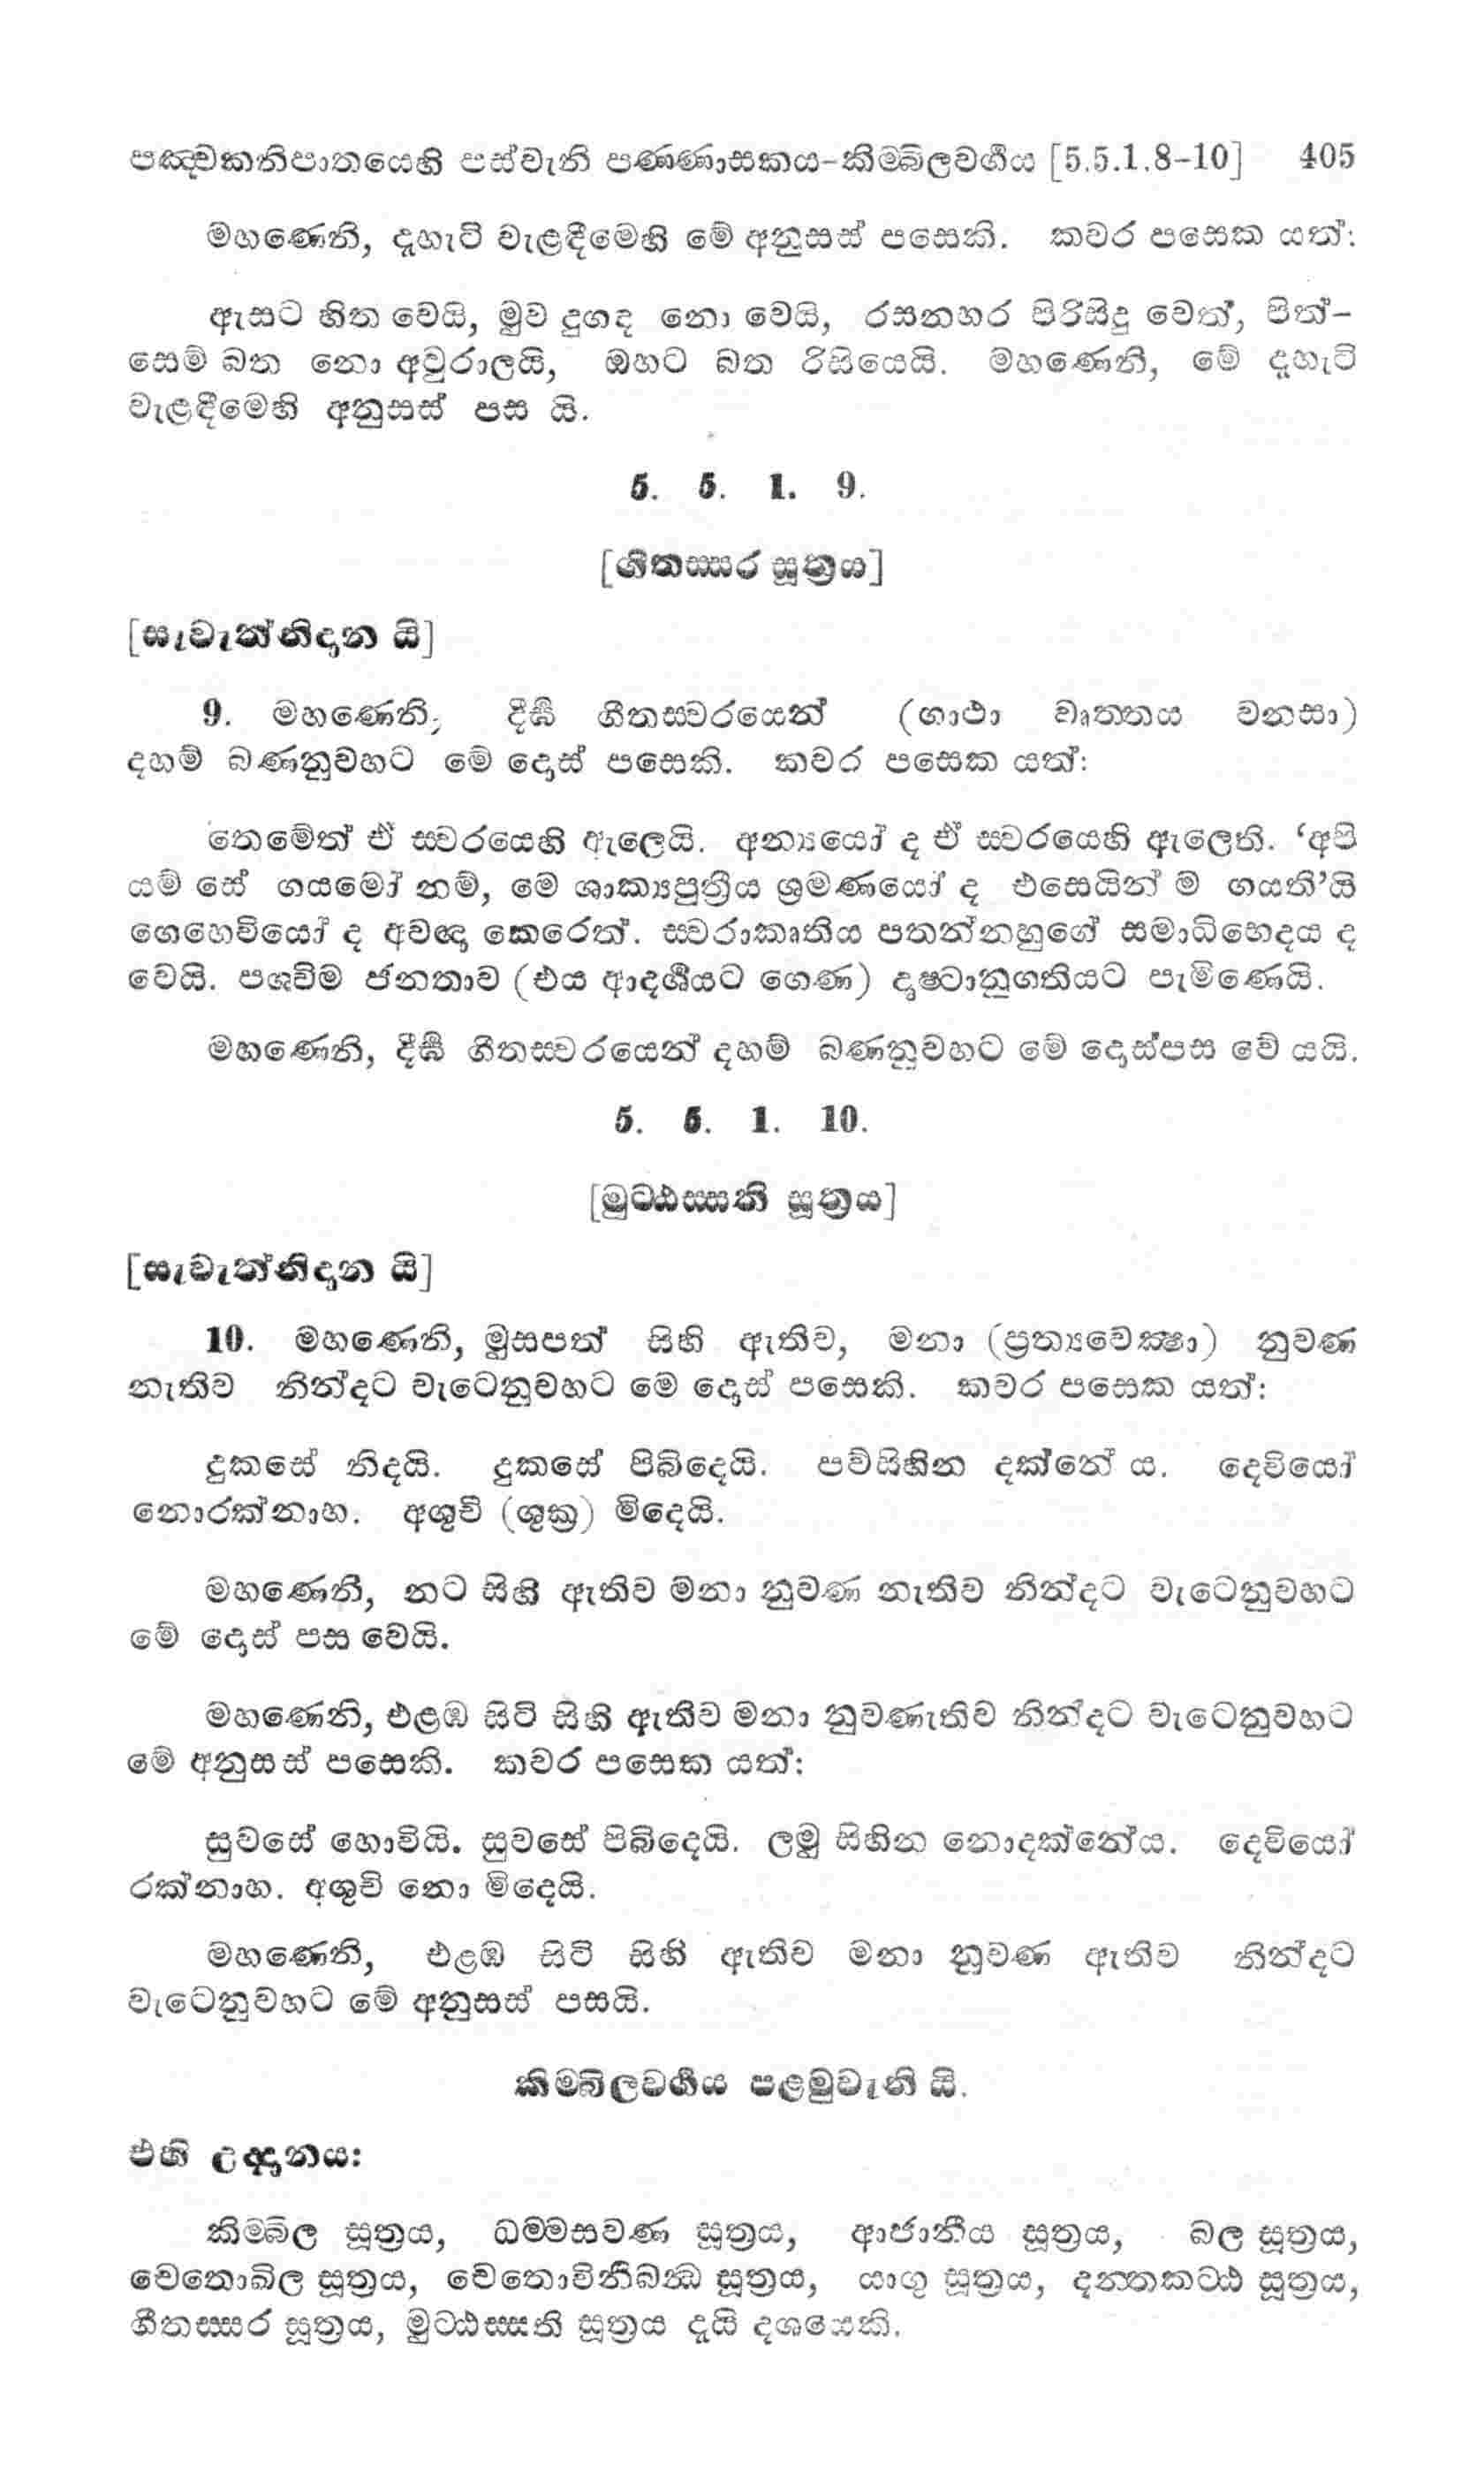 පඤ්චකනිපාතයෙහි පස්වැනි පණ්ණාසකය-කිම්බිලවර්‍ගය [5.5.1.8-10] 405
මහණෙනි, දැහැටි වැළඳීමෙහි මේ අනුසස් පසෙකි. කවර පසෙක යත්:
ඇසට හිත වෙයි, මුව දුගද නො වෙයි, රසනහර පිරිසිදු වෙත්, පිත්-
සෙම් බත නො අවුරාලයි, ඔහට බත රිසියෙයි. මහණෙනි, මේ දැහැටි
වැළඳීමෙහි අනුසස් පස යි.
5. 5. 1. 9.
[ගීතස්සර සූත්‍රය]
[සැවැත්නිදාන යි]
9. මහණෙනි, දීර්‍ඝ ගීතස්වරයෙන් (ගාථා වෘත්තය වනසා)
දහම් බණනුවහට මේ දොස් පසෙකි. කවර පසෙක යත්:
තෙමේත් ඒ ස්වරයෙහි ඇලෙයි. අන්‍යයෝ ද ඒ ස්වරයෙහි ඇලෙති. ‘අපි
යම් සේ ගයමෝ නම්, මෙ ශාක්‍යපුත්‍රීය ශ්‍රමණයෝ ද එසෙයින් ම ගයති’යි
ගෙහෙවියෝ ද අවඥා කෙරෙත්. ස්වරාකෘතිය පතන්නහුගේ සමාධිභෙදය ද
වෙයි. පශ්චිම ජනතාව (එය ආදර්‍ශයට ගෙණ) දෘෂ්ටානුගතියට පැමිණෙයි.
මහණෙනි, දීර්‍ඝ ගීතස්වරයෙන් දහම් බණනුවහට මේ දොස්පස වේ යයි.
5. 5. 1. 10.
[මුට්ඨස්සති සූත්‍රය]
[සැවැත්නිදාන යි]
10. මහණෙනි, මුසපත් සිහි ඇතිව, මනා (ප්‍රත්‍යවේක්‍ෂා) නුවණ
නැතිව නින්දට වැටෙනුවහට මෙ දොස් පසෙකි. කවර පසෙක යත්:
දුකසේ නිදයි. දුකසේ පිබිදෙයි. පව්සිහින දක්නේ ය. දෙවියෝ
නොරක්නාහ. අශුචි (ශුක්‍ර) මිදෙයි.
මහණෙනි, නට සිහි ඇතිව මනා නුවණ නැතිව නින්දට වැටෙනුවහට
මේ දොස් පස වෙයි.
මහණෙනි, එළඹ සිටි සිහි ඇතිව මනා නුවණැතිව නින්දට වැටෙනුවහට
මේ අනුසස් පසෙකි. කවර පසෙක යත්:
සුවසේ හොවියි. සුවසේ පිබිදෙයි. ලමු සිහින නොදක්නේය. දෙවියෝ
රක්නාහ. අශුචි නො මිදෙයි.
මහණෙනි, එළඹ සිටි සිහි ඇතිව මනා නුවණ ඇතිව නින්දට
වැටෙනුවහට මේ අනුසස් පසයි.
කිම්බිලවර්‍ගය පළමුවැනි යි.
එහි උද්දානය:
කිම්බිල සූත්‍රය, ධම්මසවණ සූත්‍රය, ආජානීය සූත්‍රය, බල සූත්‍රය,
චෙතොඛිල සූත්‍රය, චෙතොවිනිබන්ධ සූත්‍රය, යාගු සූත්‍රය, දන්තකට්ඨ සූත්‍රය,
ගීතස්සර සූත්‍රය, මුට්ඨස්සති සූත්‍රය දැයි දශයෙකි.